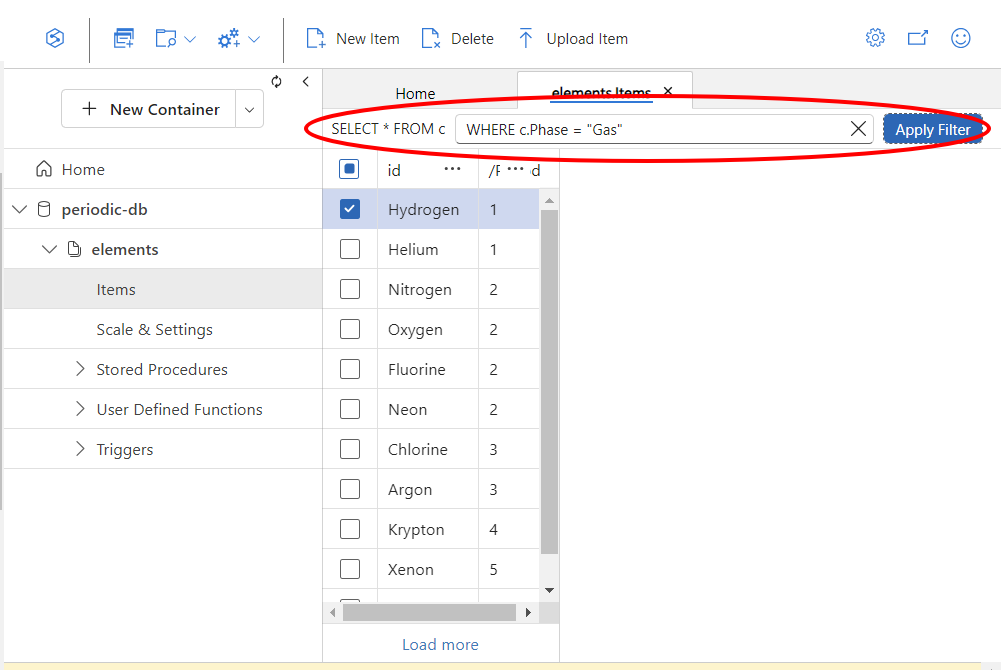 New Item Delete Upload Item
New Container
Home elements Items
SELECT * FROM c WHERE c.Phase = "Gas" Apply Filter
Home
id
periodic-db
Hydrogen 1
elements
Helium 1
Items
Nitrogen 2
Scale & Settings
Oxygen 2
Stored Procedures
Fluorine 2
User Defined Functions
Neon 2
Triggers
Chlorine 3
Argon 3
Krypton 4
Xenon 5
Load more